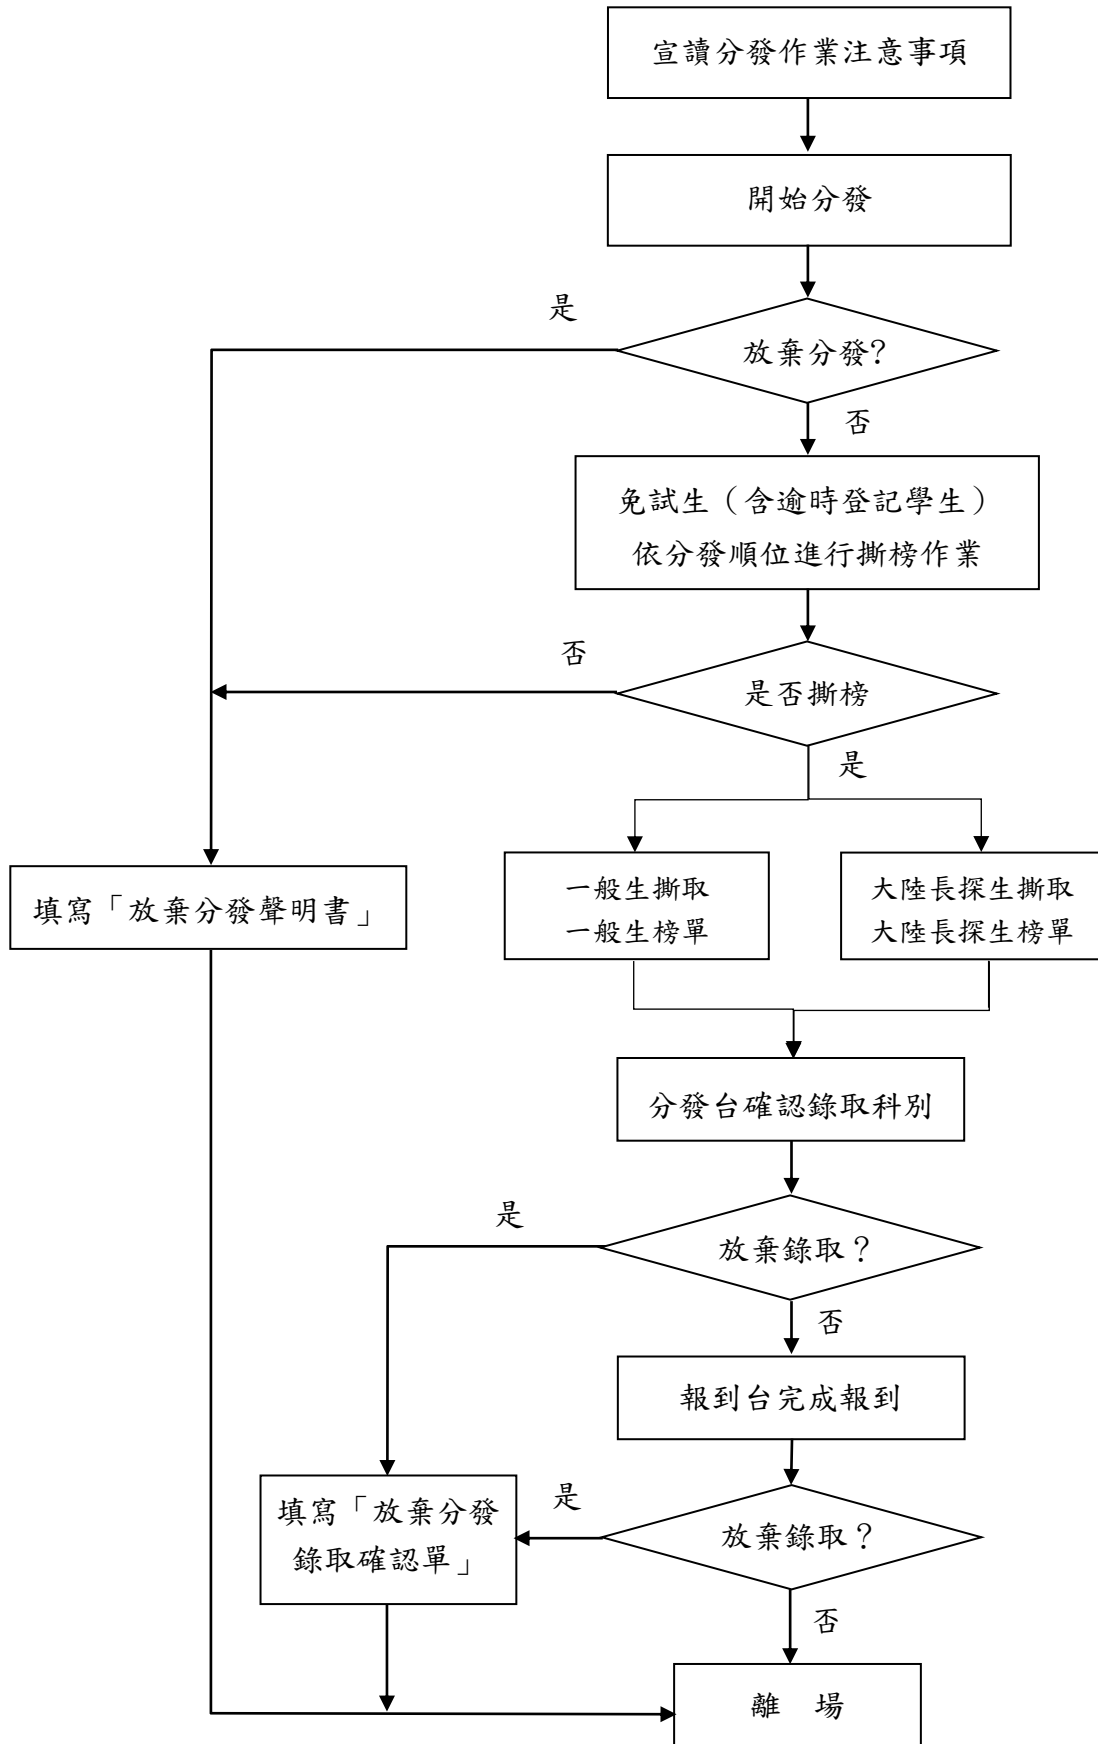 宣讀分發作業注意事項
開始分發
是
放棄分發?
否
免試生（含逾時登記學生）
依分發順位進行撕榜作業
否
是否撕榜
是
填寫「放棄分發聲明書」
一般生撕取
一般生榜單
大陸長探生撕取
大陸長探生榜單
分發台確認錄取科別
是
放棄錄取？
否
報到台完成報到
填寫「放棄分發
錄取確認單」
是
放棄錄取？
否
離　場